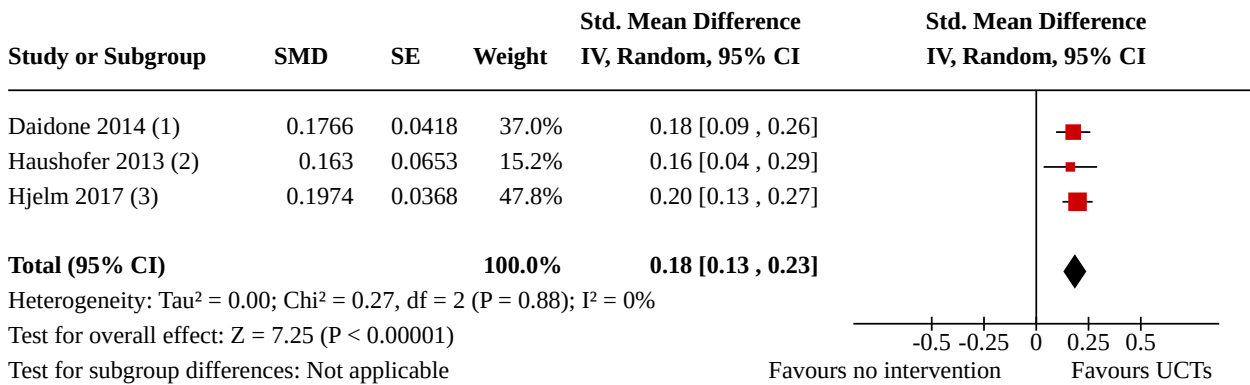 Std. Mean Difference Std. Mean Difference
Study or Subgroup SMD SE Weight IV, Random, 95% CI IV, Random, 95% CI
Daidone 2014 (1) 0.1766 0.0418 37.0% 0.18 [0.09 , 0.26]
Haushofer 2013 (2) 0.163 0.0653 15.2% 0.16 [0.04 , 0.29]
Hjelm 2017 (3) 0.1974 0.0368 47.8% 0.20 [0.13 , 0.27]
Total (95% CI) 100.0% 0.18 [0.13 , 0.23]
Heterogeneity: Tau² = 0.00; Chi² = 0.27, df = 2 (P = 0.88); I² = 0%
Test for overall effect: Z = 7.25 (P < 0.00001)
-0.5 -0.25 0 0.25 0.5
Test for subgroup differences: Not applicable Favours no intervention Favours UCTs